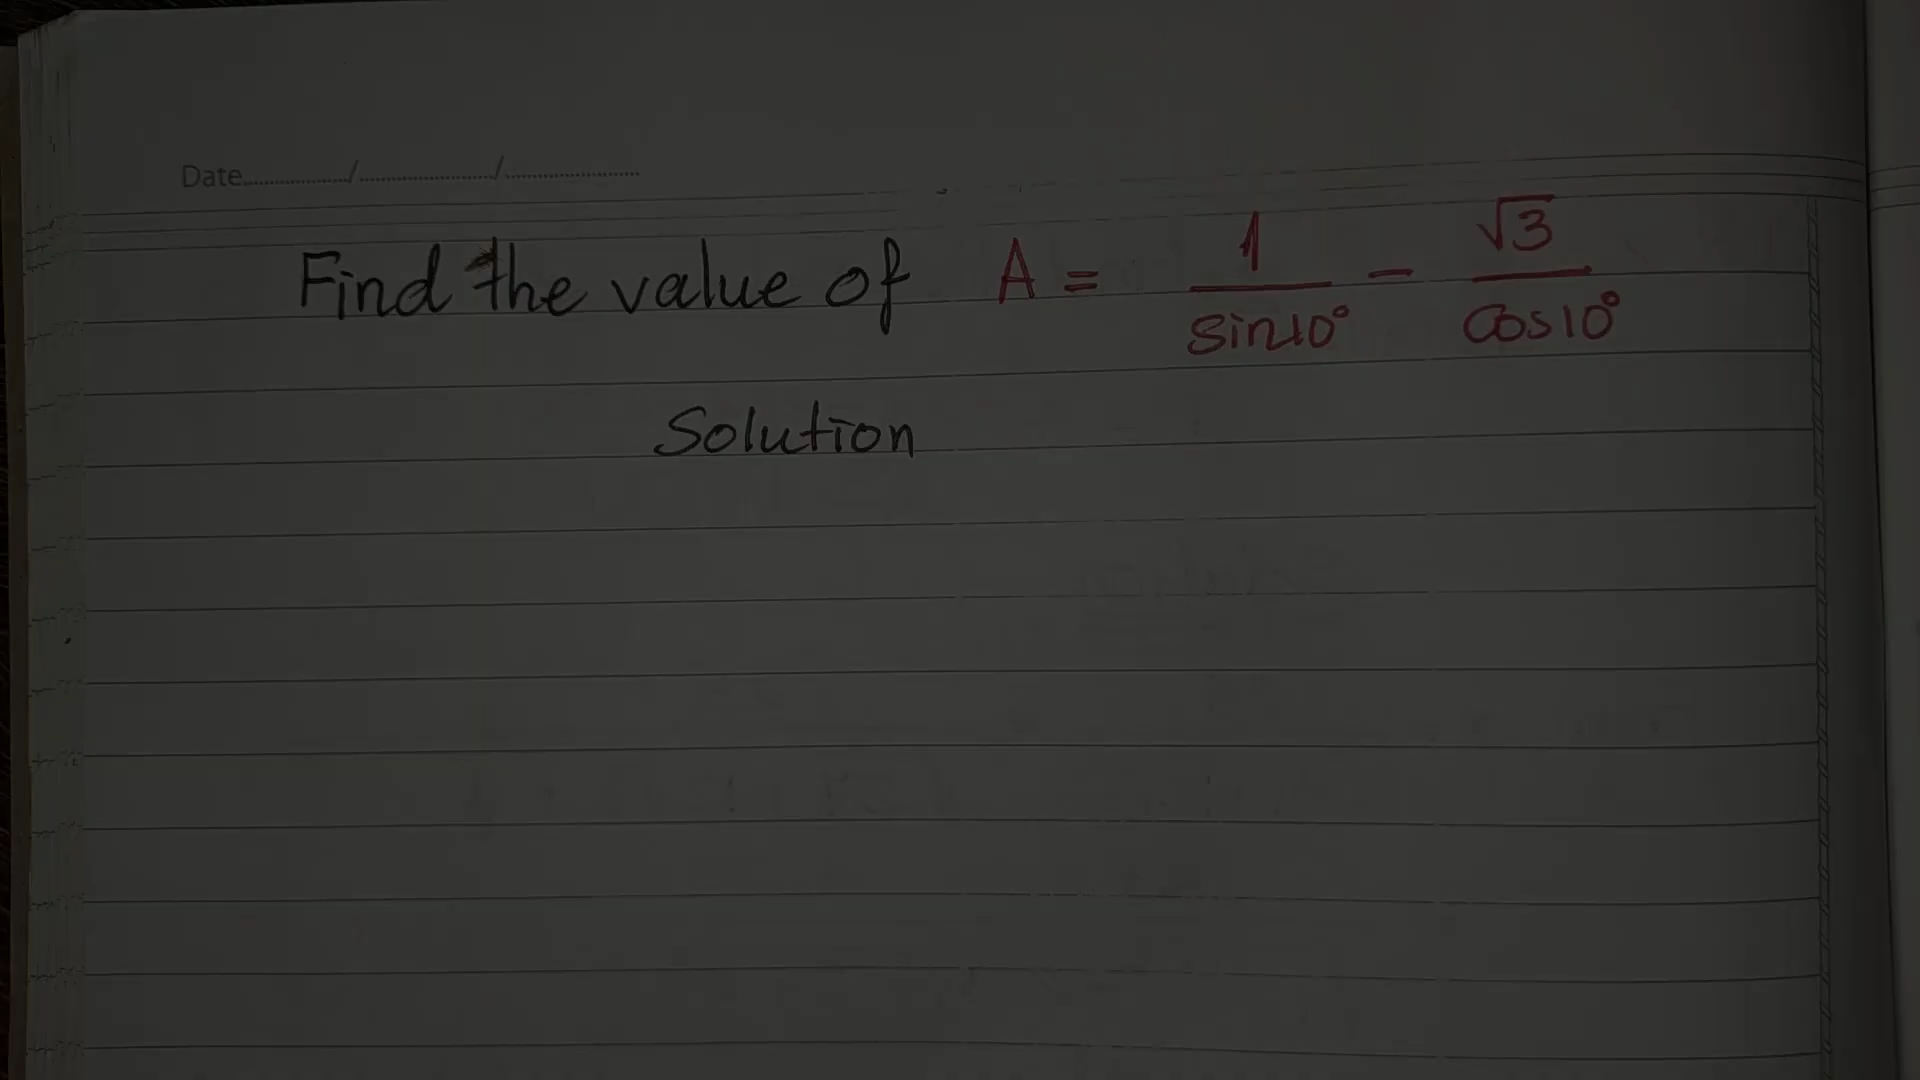 Date............../................../..................
Find the value of A = 1/sin10° - √3/cos10°
Solution